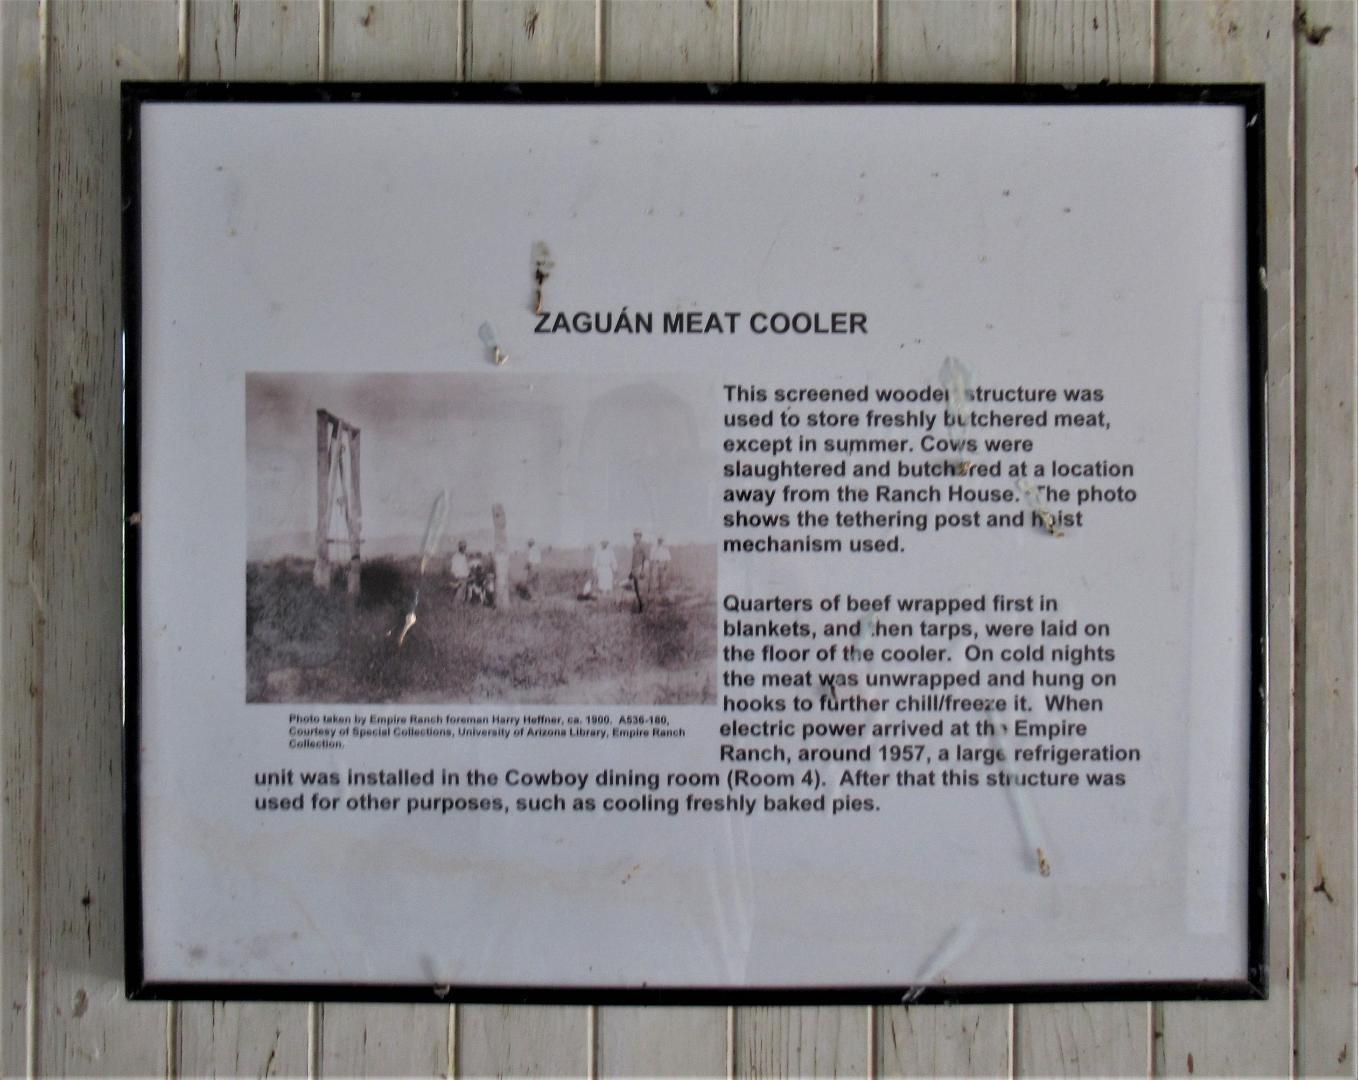 ZAGUÁN MEAT COOLER
This screened wooden structure was
used to store freshly butchered meat,
except in summer. Cows were
slaughtered and butchered at a location
away from the Ranch House. The photo
shows the tethering post and hoist
mechanism used.
Quarters of beef wrapped first in
blankets, and then tarps, were laid on
the floor of the cooler. On cold nights
the meat was unwrapped and hung on
hooks to further chill/freeze it. When
electric power arrived at the Empire
Ranch, around 1957, a large refrigeration
unit was installed in the Cowboy dining room (Room 4). After that this structure was
used for other purposes, such as cooling freshly baked pies.
Photo taken by Empire Ranch foreman Harry Heffner, ca. 1900. A536-180,
Courtesy of Special Collections, University of Arizona Library, Empire Ranch
Collection.